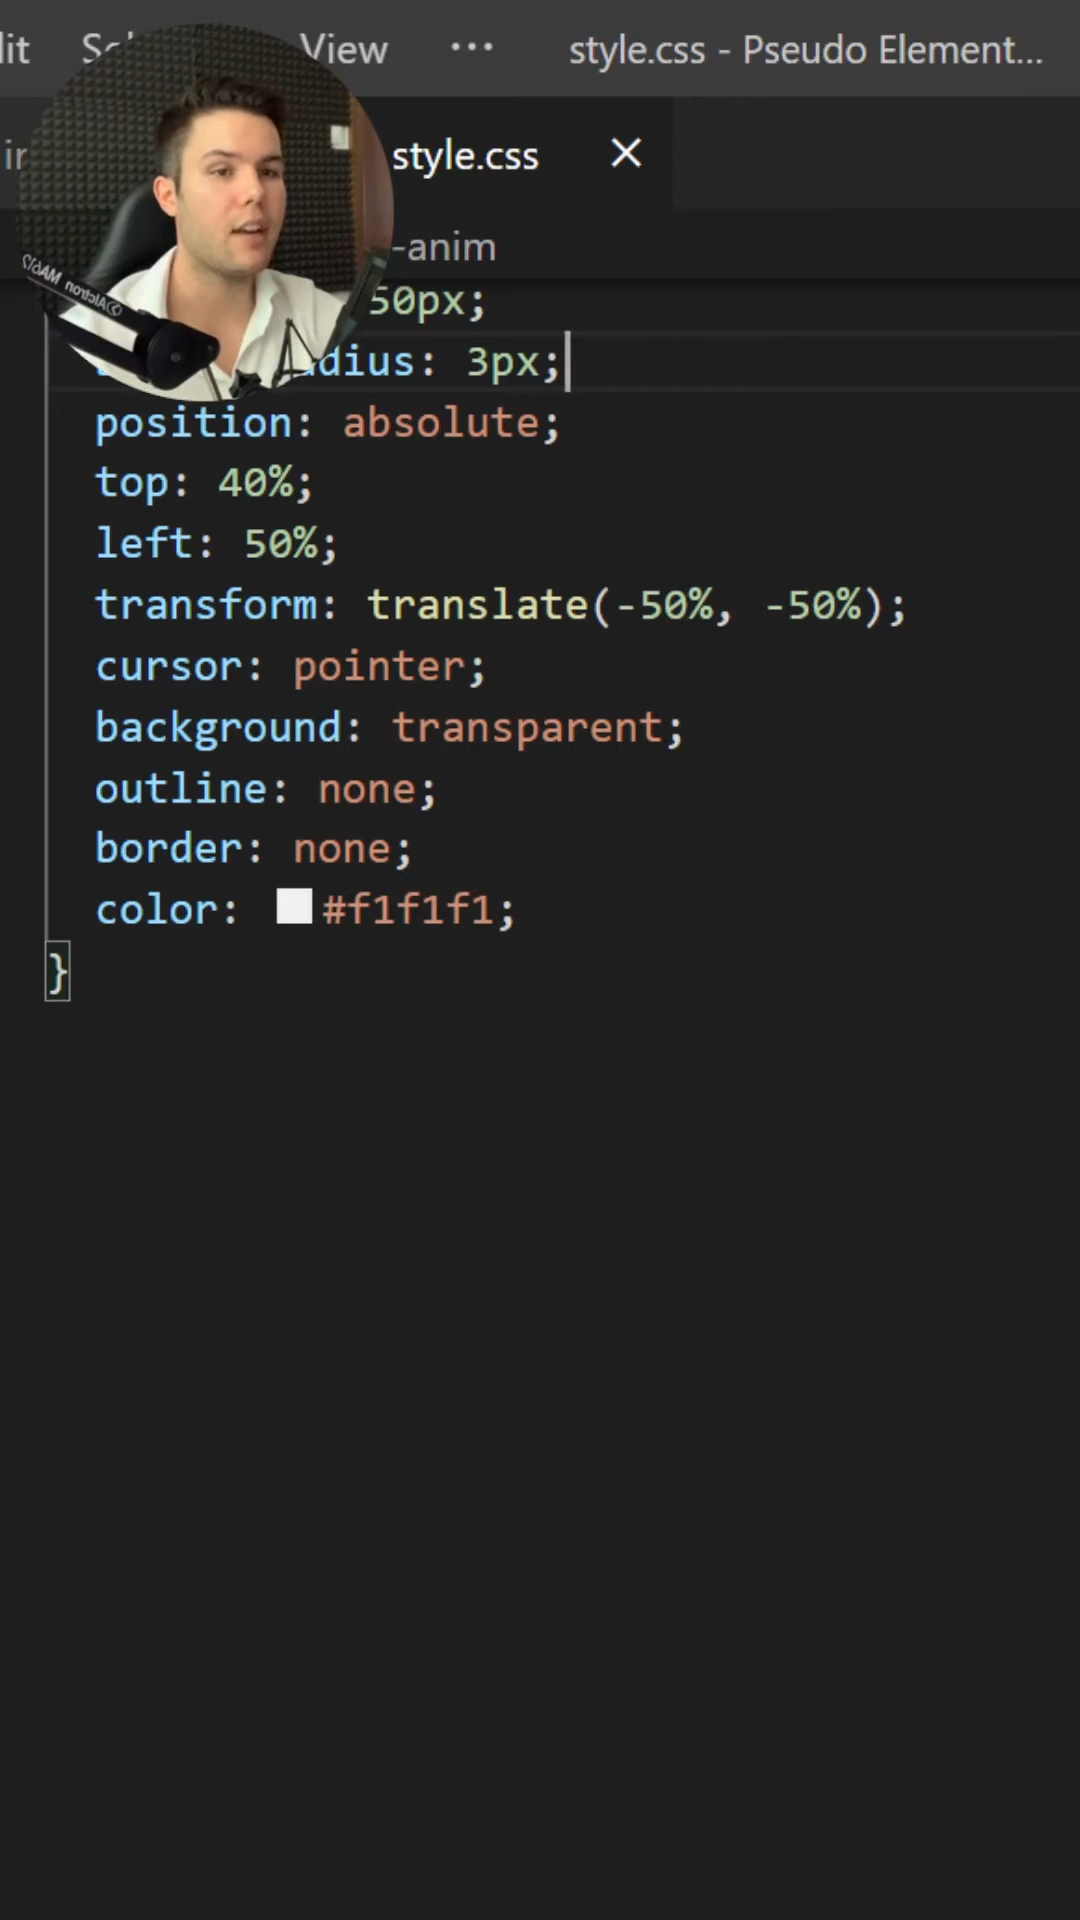 View ... style.css - Pseudo Element...
style.css ×
-anim
50px;
dius: 3px;
position: absolute;
top: 40%;
left: 50%;
transform: translate(-50%, -50%);
cursor: pointer;
background: transparent;
outline: none;
border: none;
color: #f1f1f1;
}